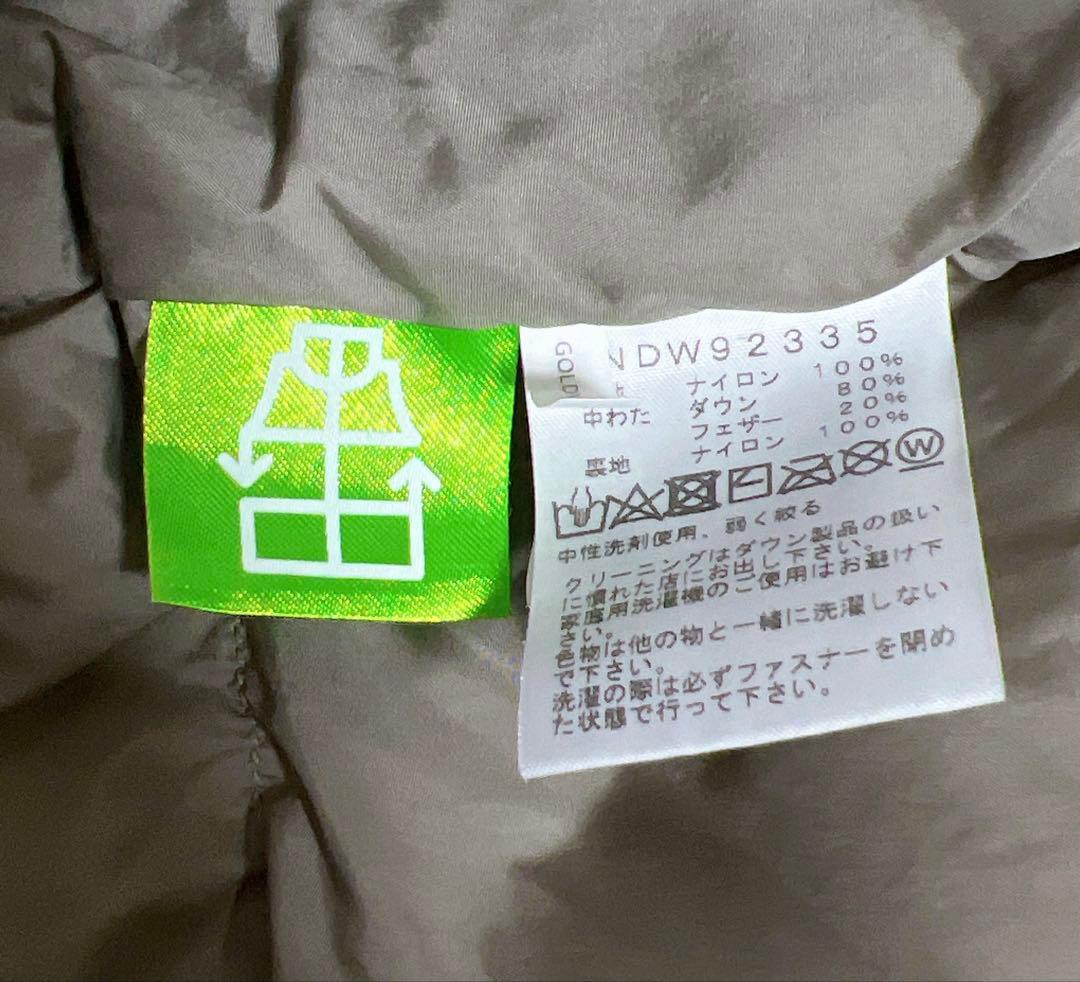 GOLD
NDW92335
ナイロン 100%
中わた ダウン 80%
フェザー 20%
裏地 ナイロン 100%
W
中性洗剤使用、弱く絞る
クリーニングはダウン製品の扱い
に慣れた店にお出し下さい。
家庭用洗濯機のご使用はお避け下
さい。
色物は他の物と一緒に洗濯しない
で下さい。
洗濯の際は必ずファスナーを閉め
た状態で行って下さい。